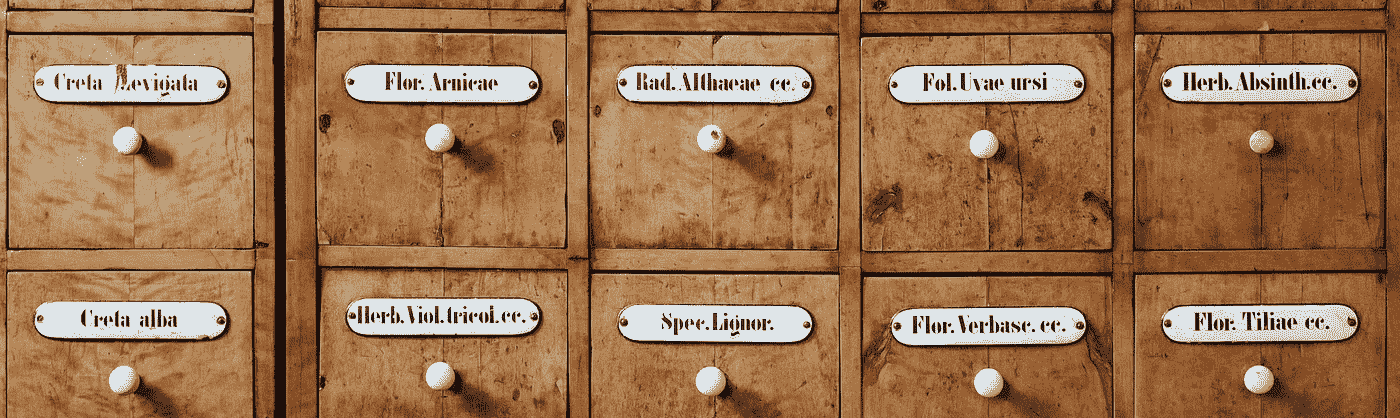 Creta Levigata
Flor. Arnicae
Rad. Althaeae cc.
Fol. Uvae ursi
Herb. Absinth. cc.
Creta alba
Herb. Viol. tricol. cc.
Spec. Lignor.
Flor. Verbasc. cc.
Flor. Tiliae cc.